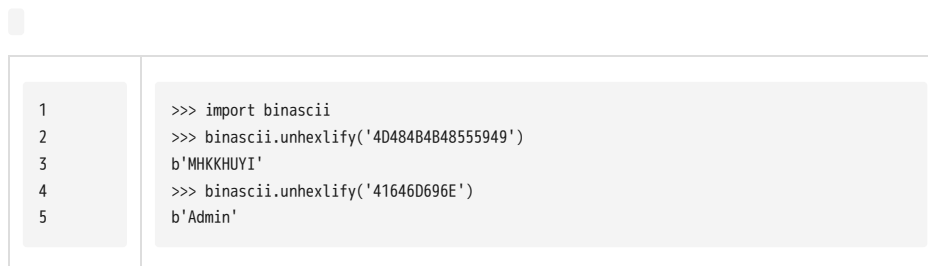 1 >>> import binascii
2 >>> binascii.unhexlify('4D484B4B48555949')
3 b'MHKKHUYI'
4 >>> binascii.unhexlify('41646D696E')
5 b'Admin'